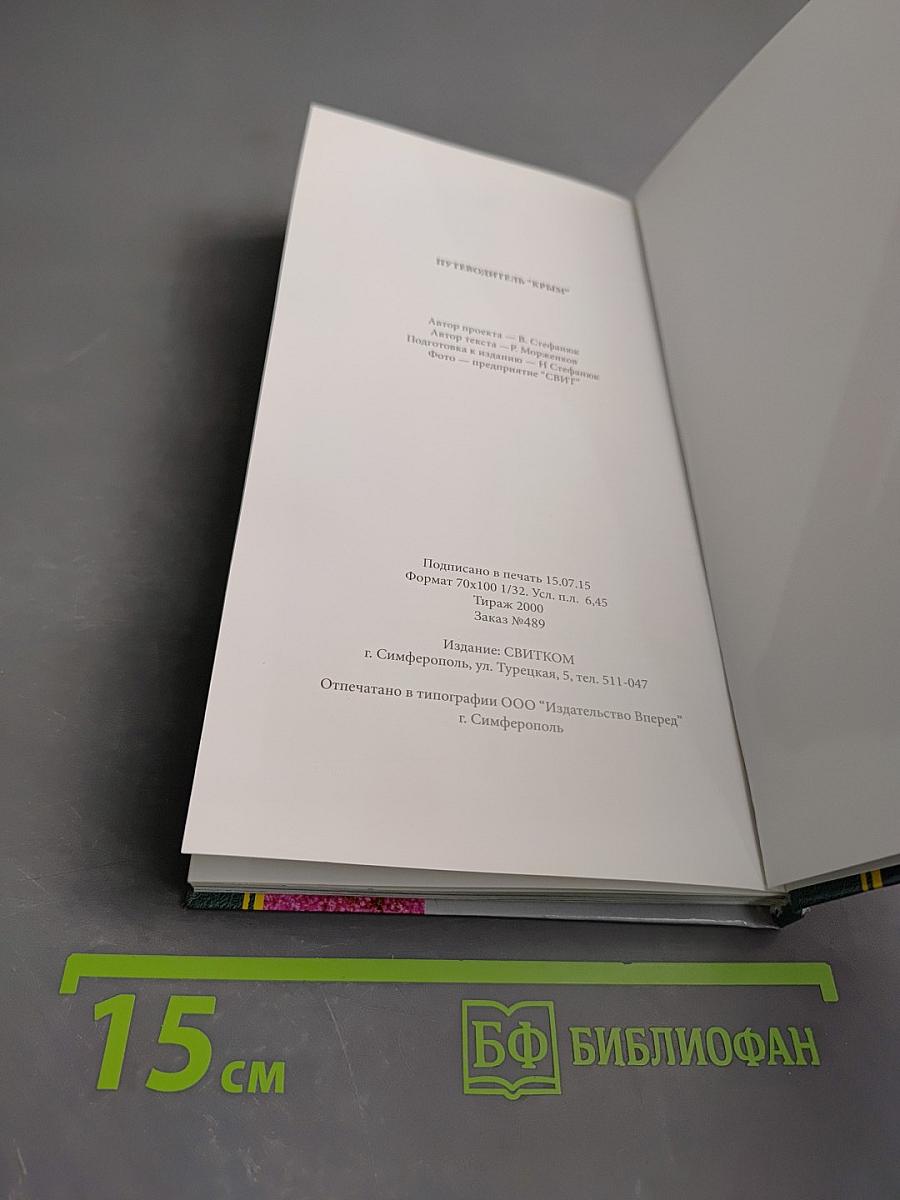 ПУТЕВОДИТЕЛЬ "КРЫМ"
Автор проекта — В. Стефанюк
Автор текста —Р. Морженков
Подготовка к изданию — Н Стефанюк
Фото — предприятие "СВИТ"
Подписано в печать 15.07.15
Формат 70x100 1/32. Усл. п.л. 6,45
Тираж 2000
Заказ №489
Издание: СВИТКОМ
г. Симферополь, ул. Турецкая, 5, тел. 511-047
Отпечатано в типографии ООО "Издательство Вперед"
г. Симферополь
15 см
БФ БИБЛИОФАН